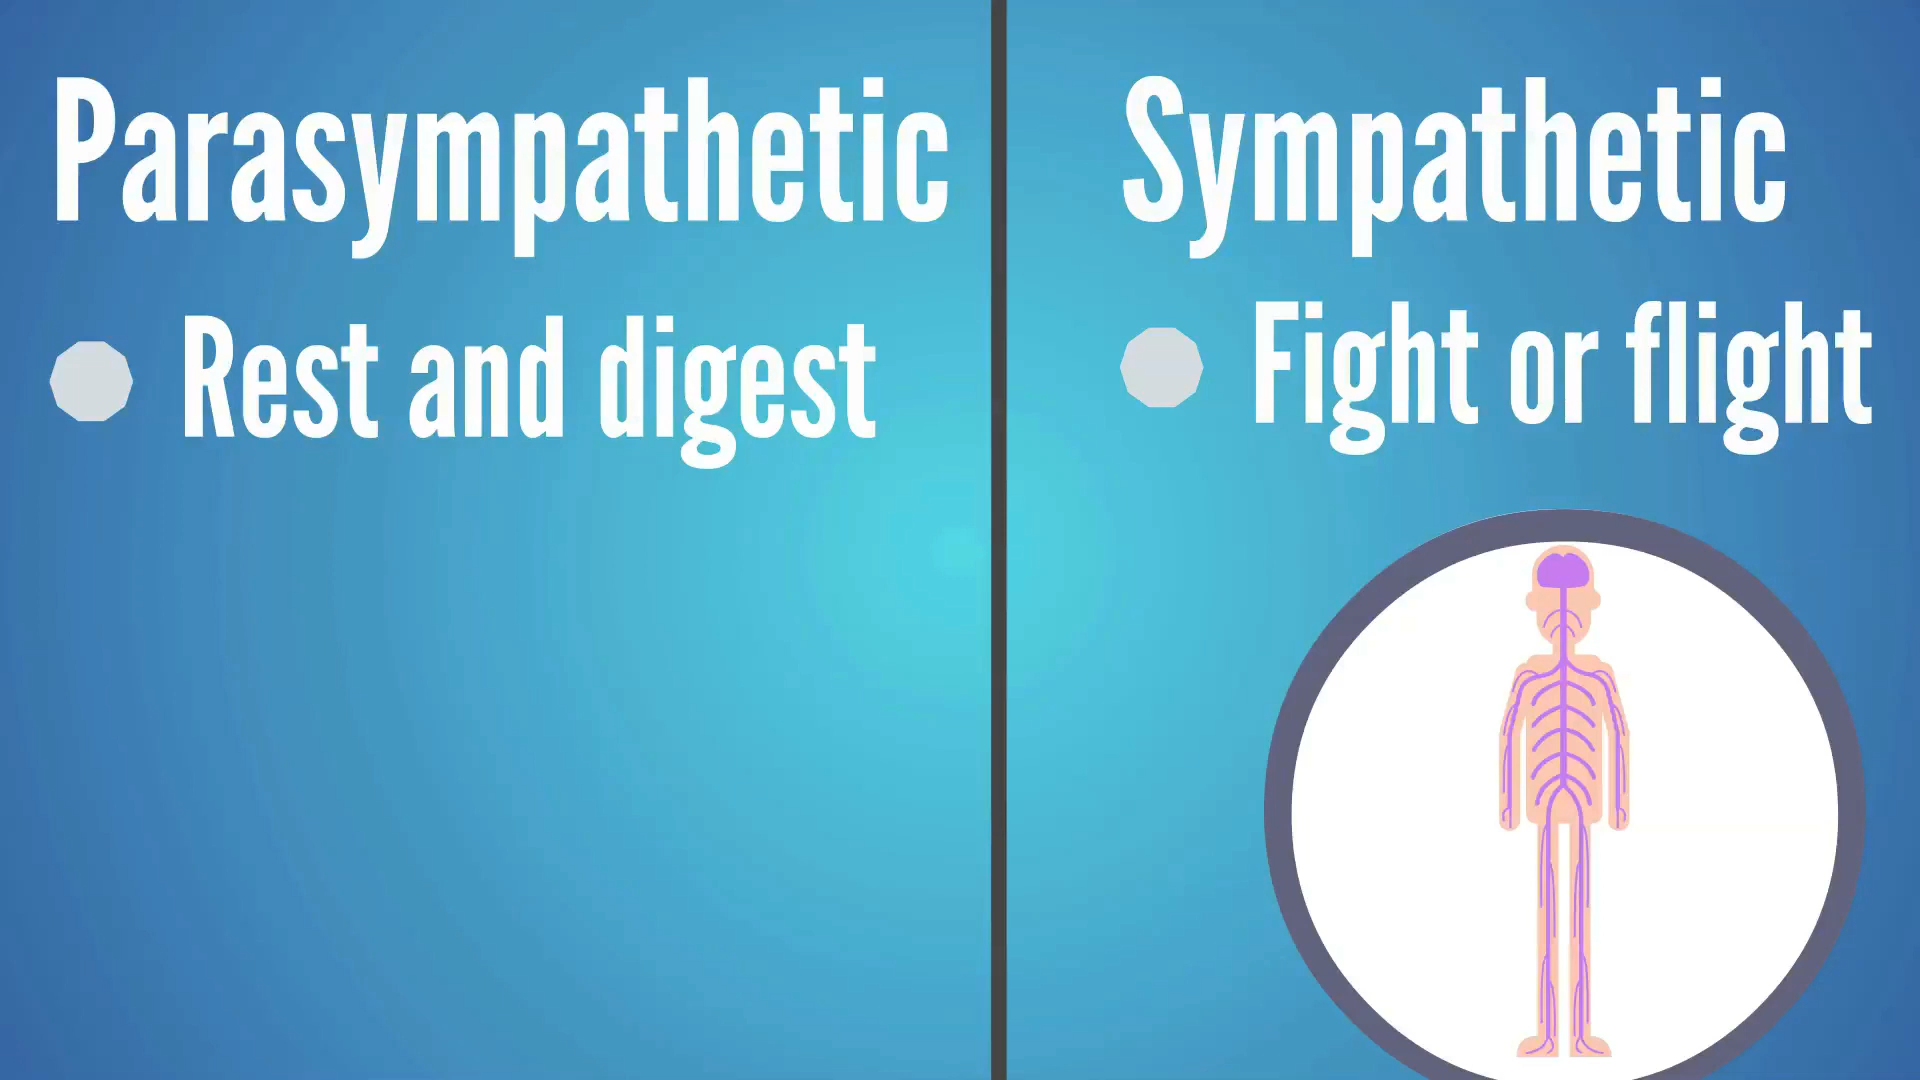 Parasympathetic
Rest and digest
Sympathetic
Fight or flight